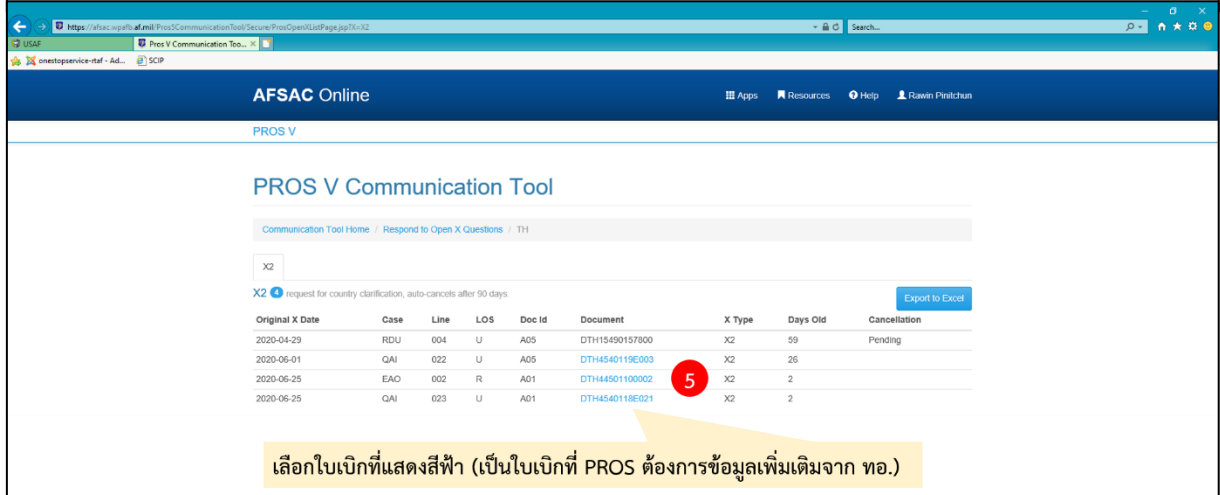 https://afsac.wpafb.af.mil/Pros5CommunicationTool/Secure/ProsOpenXListPage.jsp?X=X2
Search...
USAF
Pros V Communication Too...
onestopservice-rtaf - Ad...
SCIP
AFSAC Online
Apps Resources Help Rawin Pinitchun
PROS V
PROS V Communication Tool
Communication Tool Home / Respond to Open X Questions / TH
X2
X2 4 request for country clarification, auto-cancels after 90 days.
Export to Excel
Original X Date Case Line LOS Doc Id Document X Type Days Old Cancellation
2020-04-29 RDU 004 U A05 DTH15490157800 X2 59 Pending
2020-06-01 QAI 022 U A05 DTH4540119E003 X2 26
2020-06-25 EAO 002 R A01 DTH44501100002 X2 2
2020-06-25 QAI 023 U A01 DTH4540118E021 X2 2
5
เลือกใบเบิกที่แสดงสีฟ้า (เป็นใบเบิกที่ PROS ต้องการข้อมูลเพิ่มเติมจาก ทอ.)